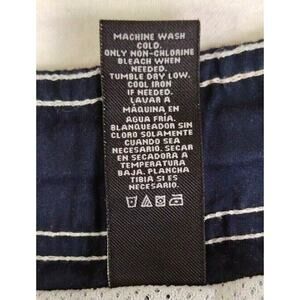 MACHINE WASH
COLD.
ONLY NON-CHLORINE
BLEACH WHEN
NEEDED.
TUMBLE DRY LOW.
COOL IRON
IF NEEDED.
LAVAR A
MÁQUINA EN
AGUA FRÍA.
BLANQUEADOR SIN
CLORO SOLAMENTE
CUANDO SEA
NECESARIO. SECAR
EN SECADORA A
TEMPERATURA
BAJA. PLANCHA
TIBIA SI ES
NECESARIO.